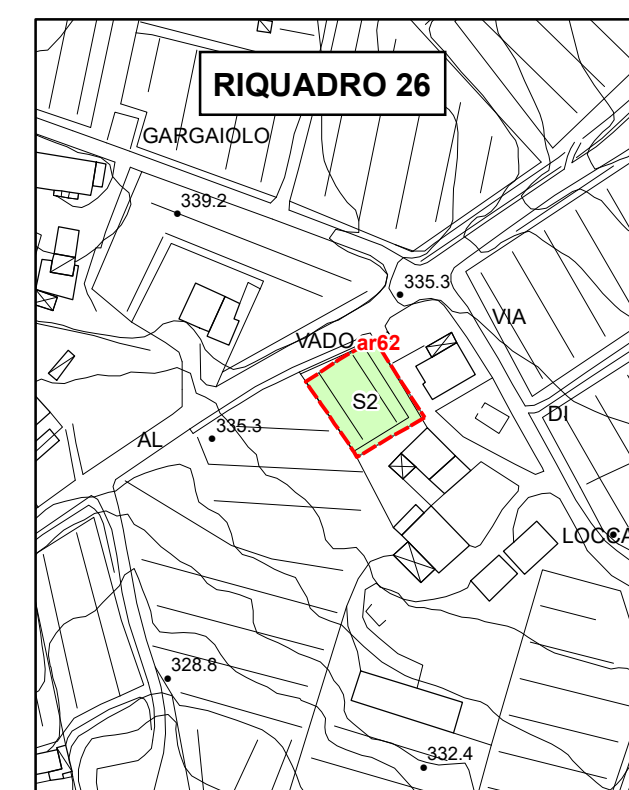 RIQUADRO 26
GARGAIOLO
339.2
335.3
VIA
VADO
ar62
S2
DI
AL
335.3
LOCCA
328.8
332.4